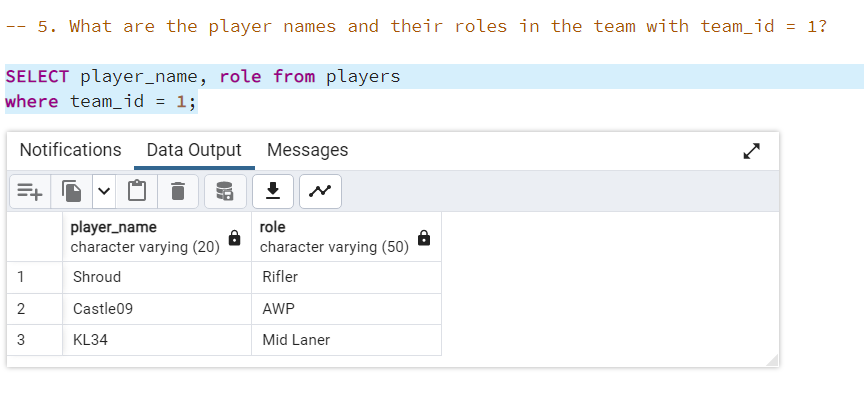 -- 5. What are the player names and their roles in the team with team_id = 1?
SELECT player_name, role from players
where team_id = 1;
Notifications Data Output Messages
player_name role
character varying (20) character varying (50)
1 Shroud Rifler
2 Castle09 AWP
3 KL34 Mid Laner